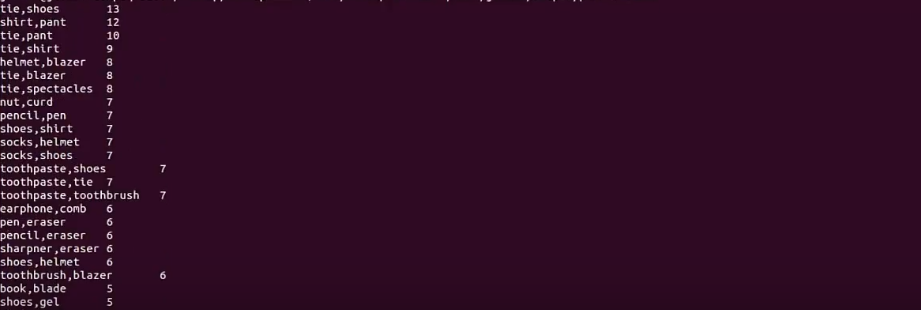 tie,shoes 13
shirt,pant 12
tie,pant 10
tie,shirt 9
helmet,blazer 8
tie,blazer 8
tie,spectacles 8
nut,curd 7
pencil,pen 7
shoes,shirt 7
socks,helmet 7
socks,shoes 7
toothpaste,shoes 7
toothpaste,tie 7
toothpaste,toothbrush 7
earphone,comb 6
pen,eraser 6
pencil,eraser 6
sharpner,eraser 6
shoes,helmet 6
toothbrush,blazer 6
book,blade 5
shoes,gel 5